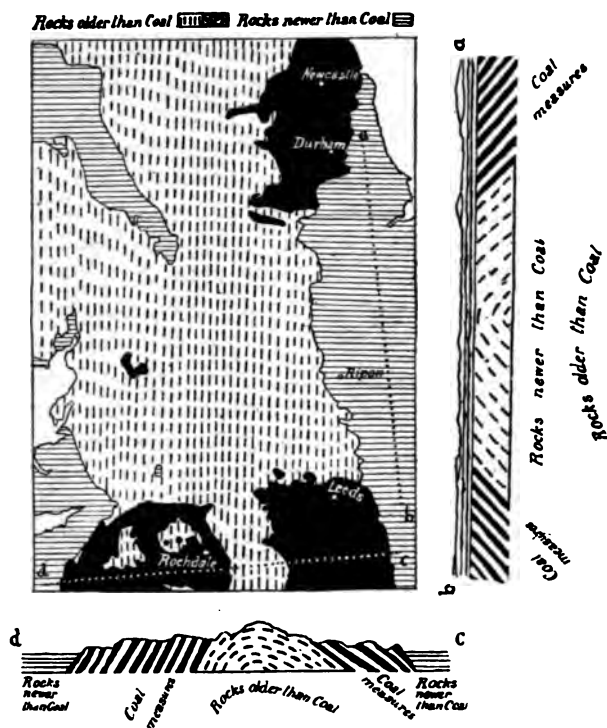 Rocks older than Coal Rocks newer than Coal
a
Coal
measures
Newcastle
a
Durham
Rocks newer than Coal
Rocks older than Coal
Ripon
Leeds
b
Rochdale
d
c
Coal
measures
b
d
c
Rocks
newer
than Coal
Coal
measures
Rocks older than Coal
Coal
measures
Rocks
newer
than Coal